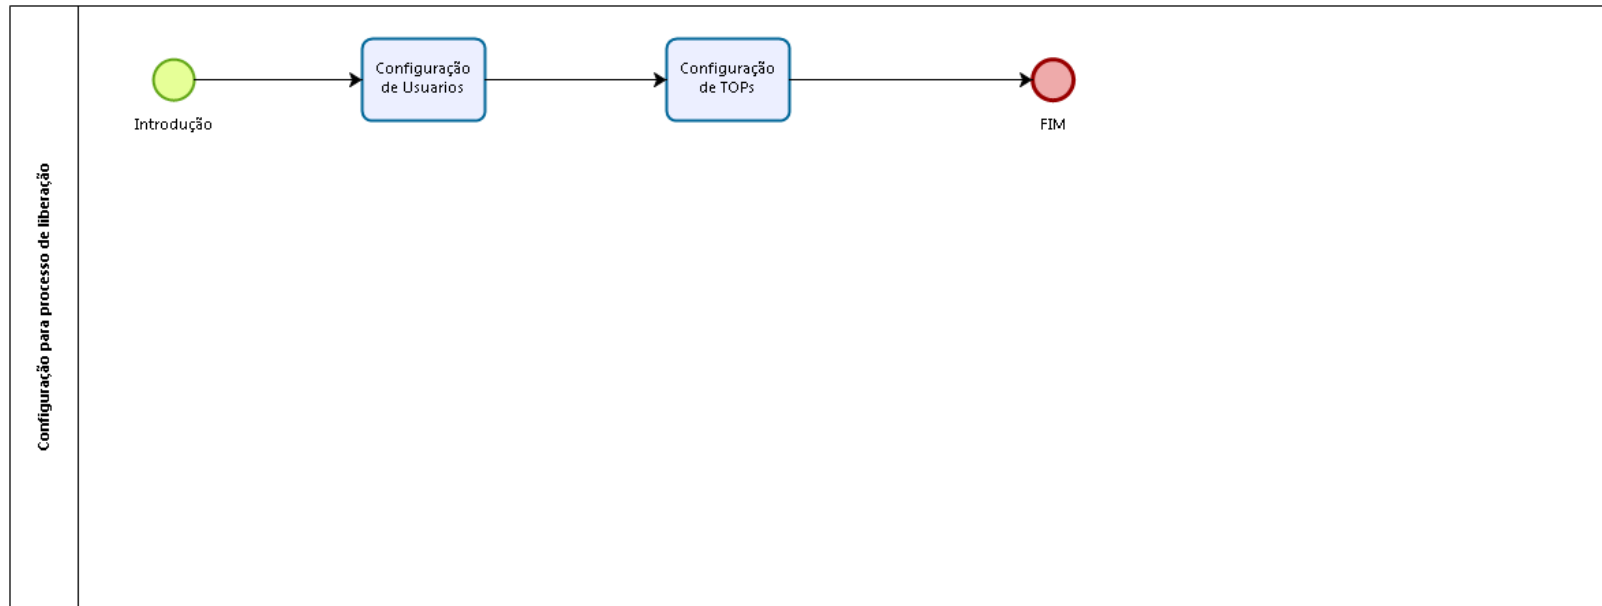 Configuração para processo de liberação
Introdução
Configuração
de Usuarios
Configuração
de TOPs
FIM